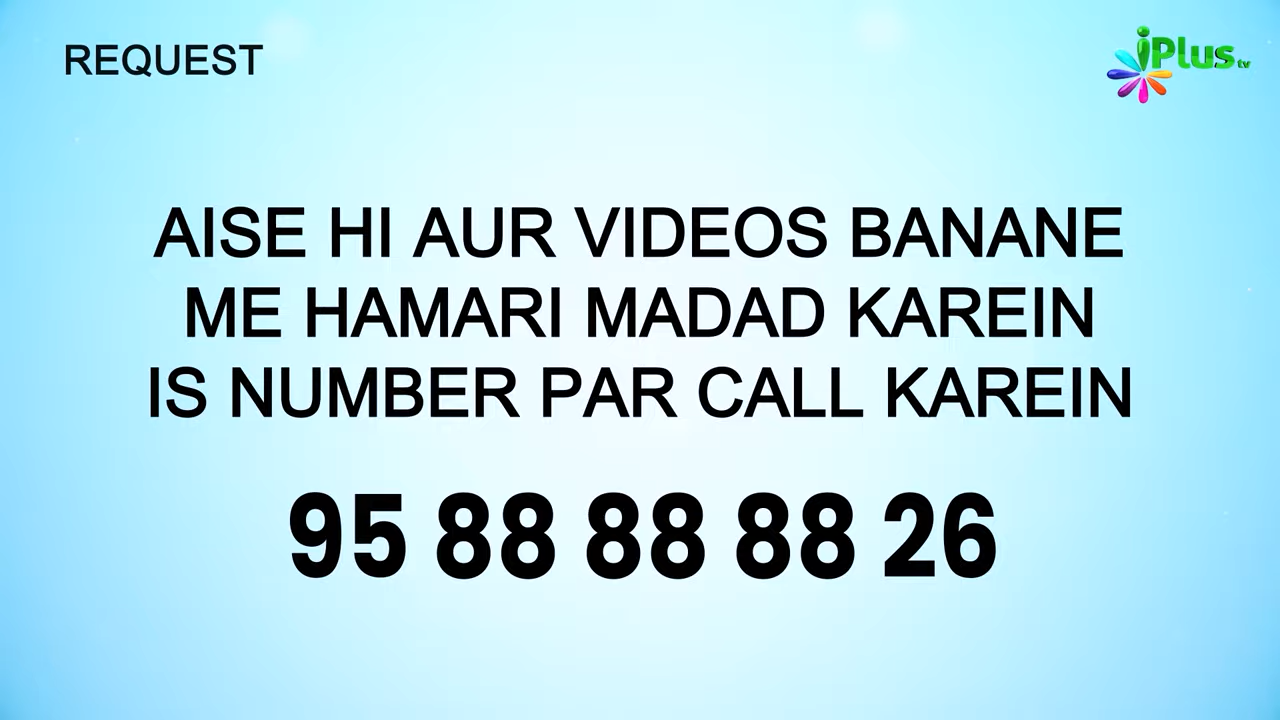 REQUEST
iPlus tv
AISE HI AUR VIDEOS BANANE
ME HAMARI MADAD KAREIN
IS NUMBER PAR CALL KAREIN
95 88 88 88 26